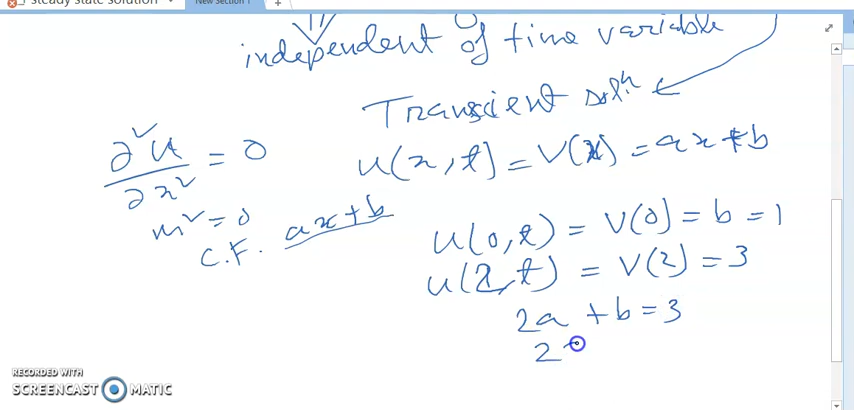 steady state solution
New Section 1
independent of time variable
Transient solⁿ.
∂²u/∂x² = 0
u(x,t) = V(x) = ax + b
m² = 0
C.F. ax+b
u(0,t) = V(0) = b = 1
u(2,t) = V(2) = 3
2a + b = 3
2
RECORDED WITH
SCREENCAST MATIC